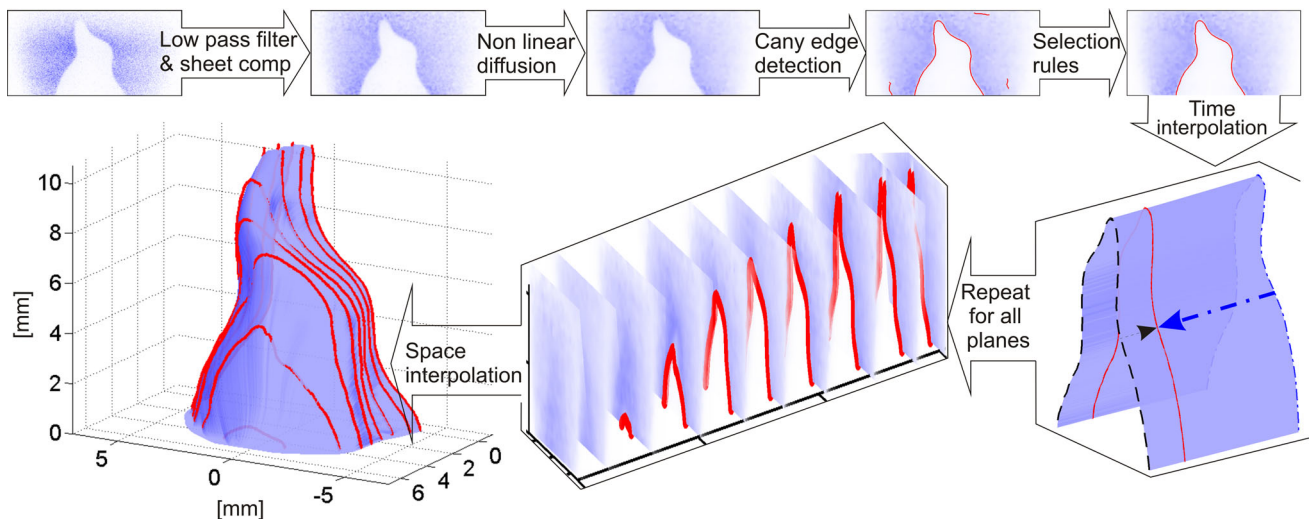 Low pass filter
& sheet comp
Non linear
diffusion
Cany edge
detection
Selection
rules
Time
interpolation
Repeat
for all
planes
Space
interpolation
10
8
6
4
2
0
[mm]
5
0
-5
[mm]
6
4
2
0